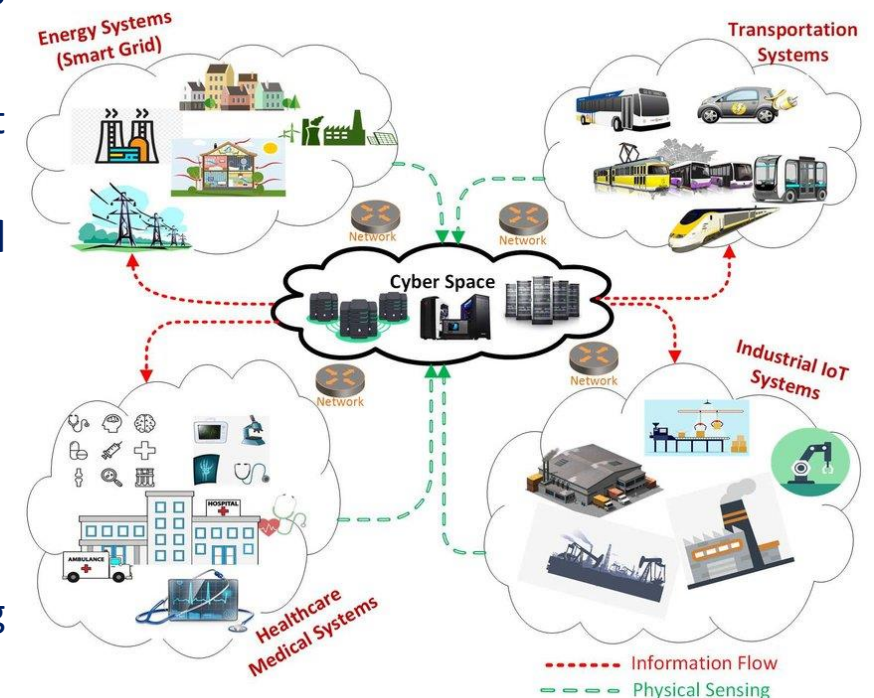 Energy Systems
(Smart Grid)
Transportation
Systems
Network
Network
Cyber Space
Network
Network
Industrial IoT
Systems
HOSPITAL
AMBULANCE
Healthcare
Medical Systems
Information Flow
Physical Sensing